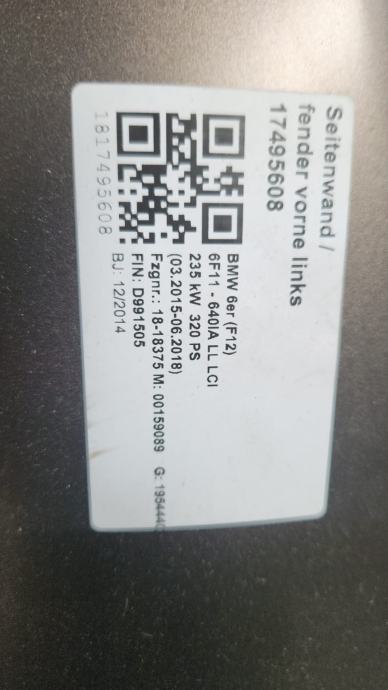 Seitenwand /
fender vorne links
17495608
BMW 6er (F12)
6F11 - 640iA LL LCI
235 kW 320 PS
(03.2015-06.2018)
Fzgnr.: 18-18375 M: 00159089 G: 1954440
FIN: D991505
BJ: 12/2014
1817495608